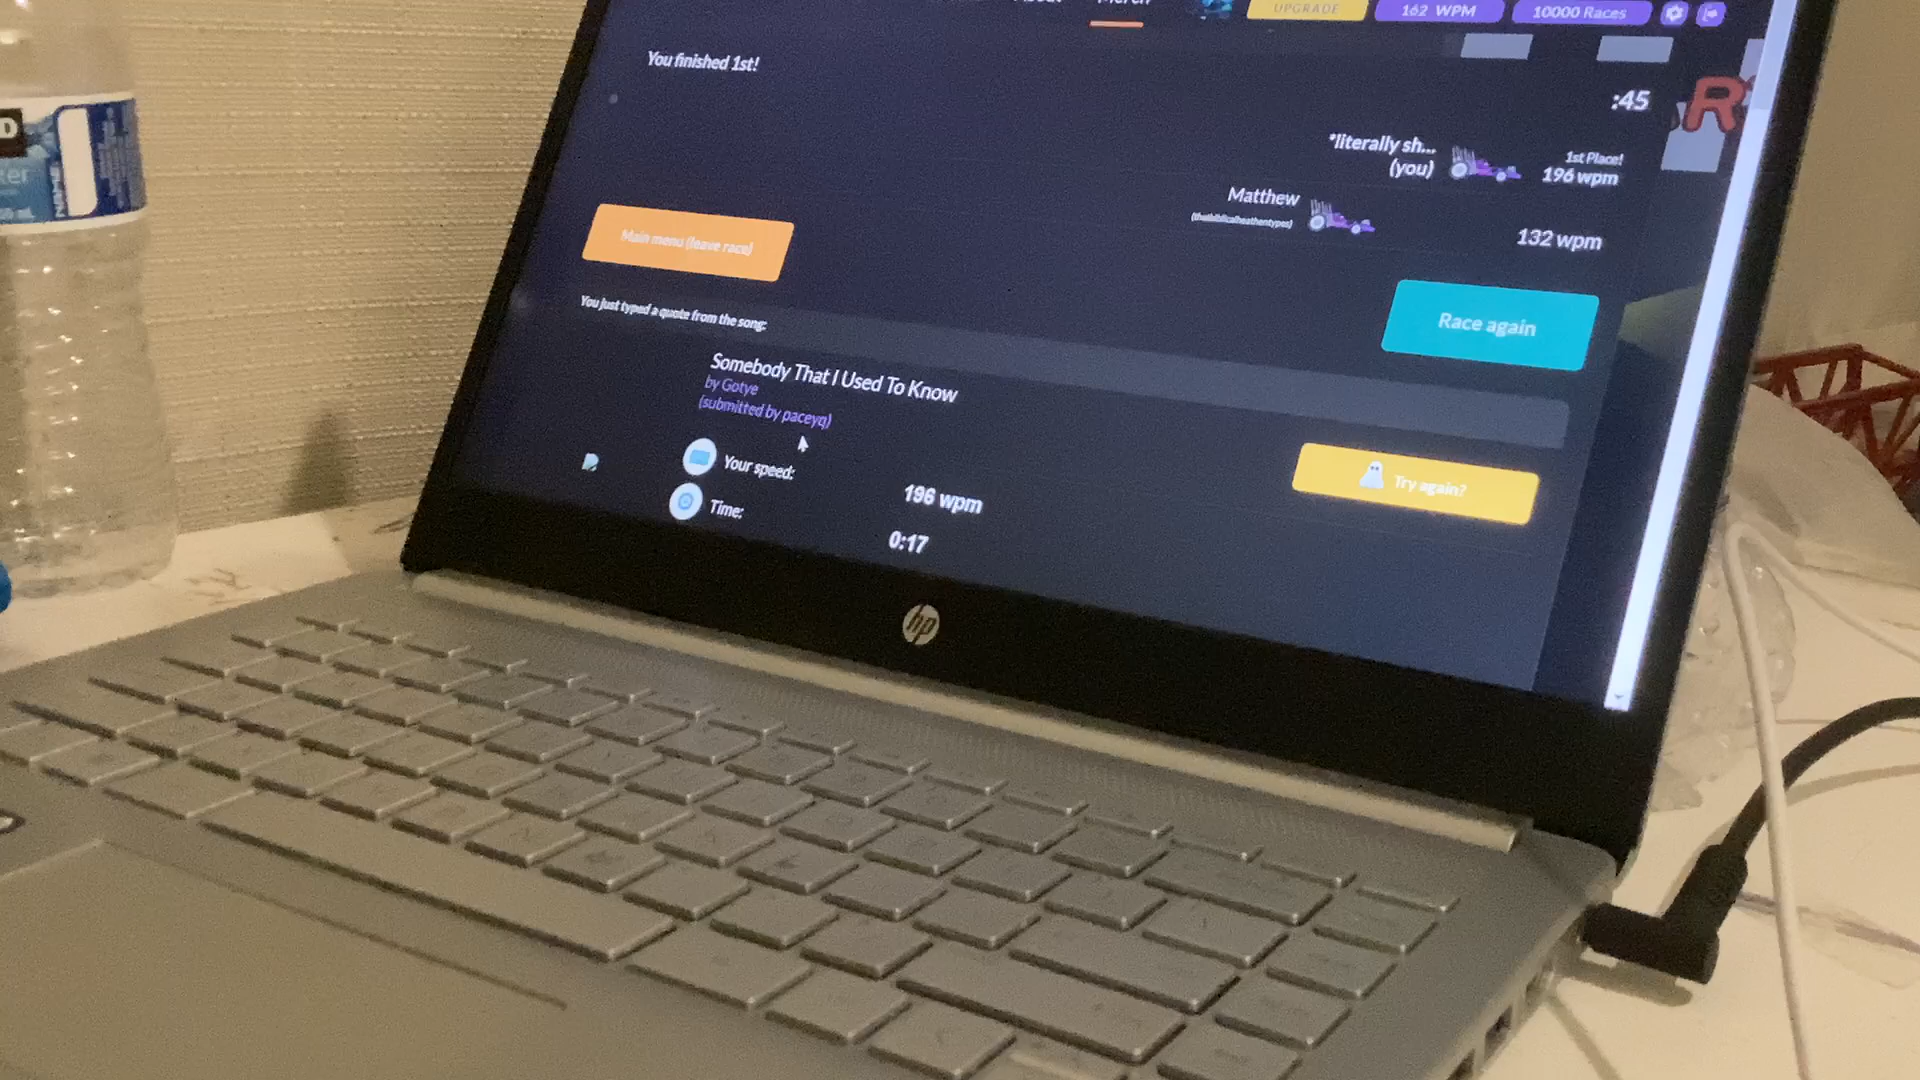 Merch
UPGRADE
162 WPM
10000 Races
You finished 1st!
:45
R
*literally sh...
(you)
1st Place!
196 wpm
Matthew
132 wpm
Main menu (leave race)
Race again
You just typed a quote from the song:
Somebody That I Used To Know
by Gotye
(submitted by paceyq)
Your speed:
196 wpm
Try again?
Time:
0:17
hp